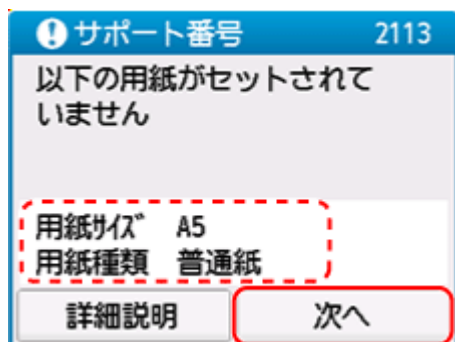 サポート番号 2113
以下の用紙がセットされて
いません
用紙サイズ A5
用紙種類 普通紙
詳細説明 次へ